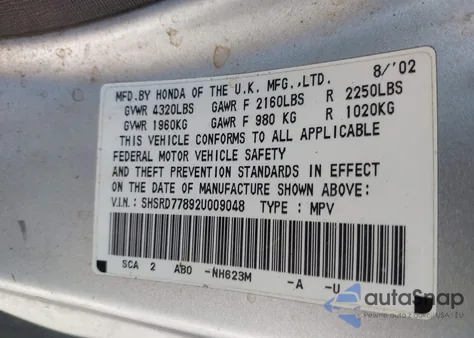 MFD.BY HONDA OF THE U.K. MFG.,LTD. 8/'02
GVWR 4320LBS GAWR F 2160LBS R 2250LBS
GVWR 1960KG GAWR F 980 KG R 1020KG
THIS VEHICLE CONFORMS TO ALL APPLICABLE
FEDERAL MOTOR VEHICLE SAFETY
AND THEFT PREVENTION STANDARDS IN EFFECT
ON THE DATE OF MANUFACTURE SHOWN ABOVE:
V.I.N.: SHSRD77892U009048 TYPE : MPV
SCA 2 ABO -NH623M -A -U
autoSnap